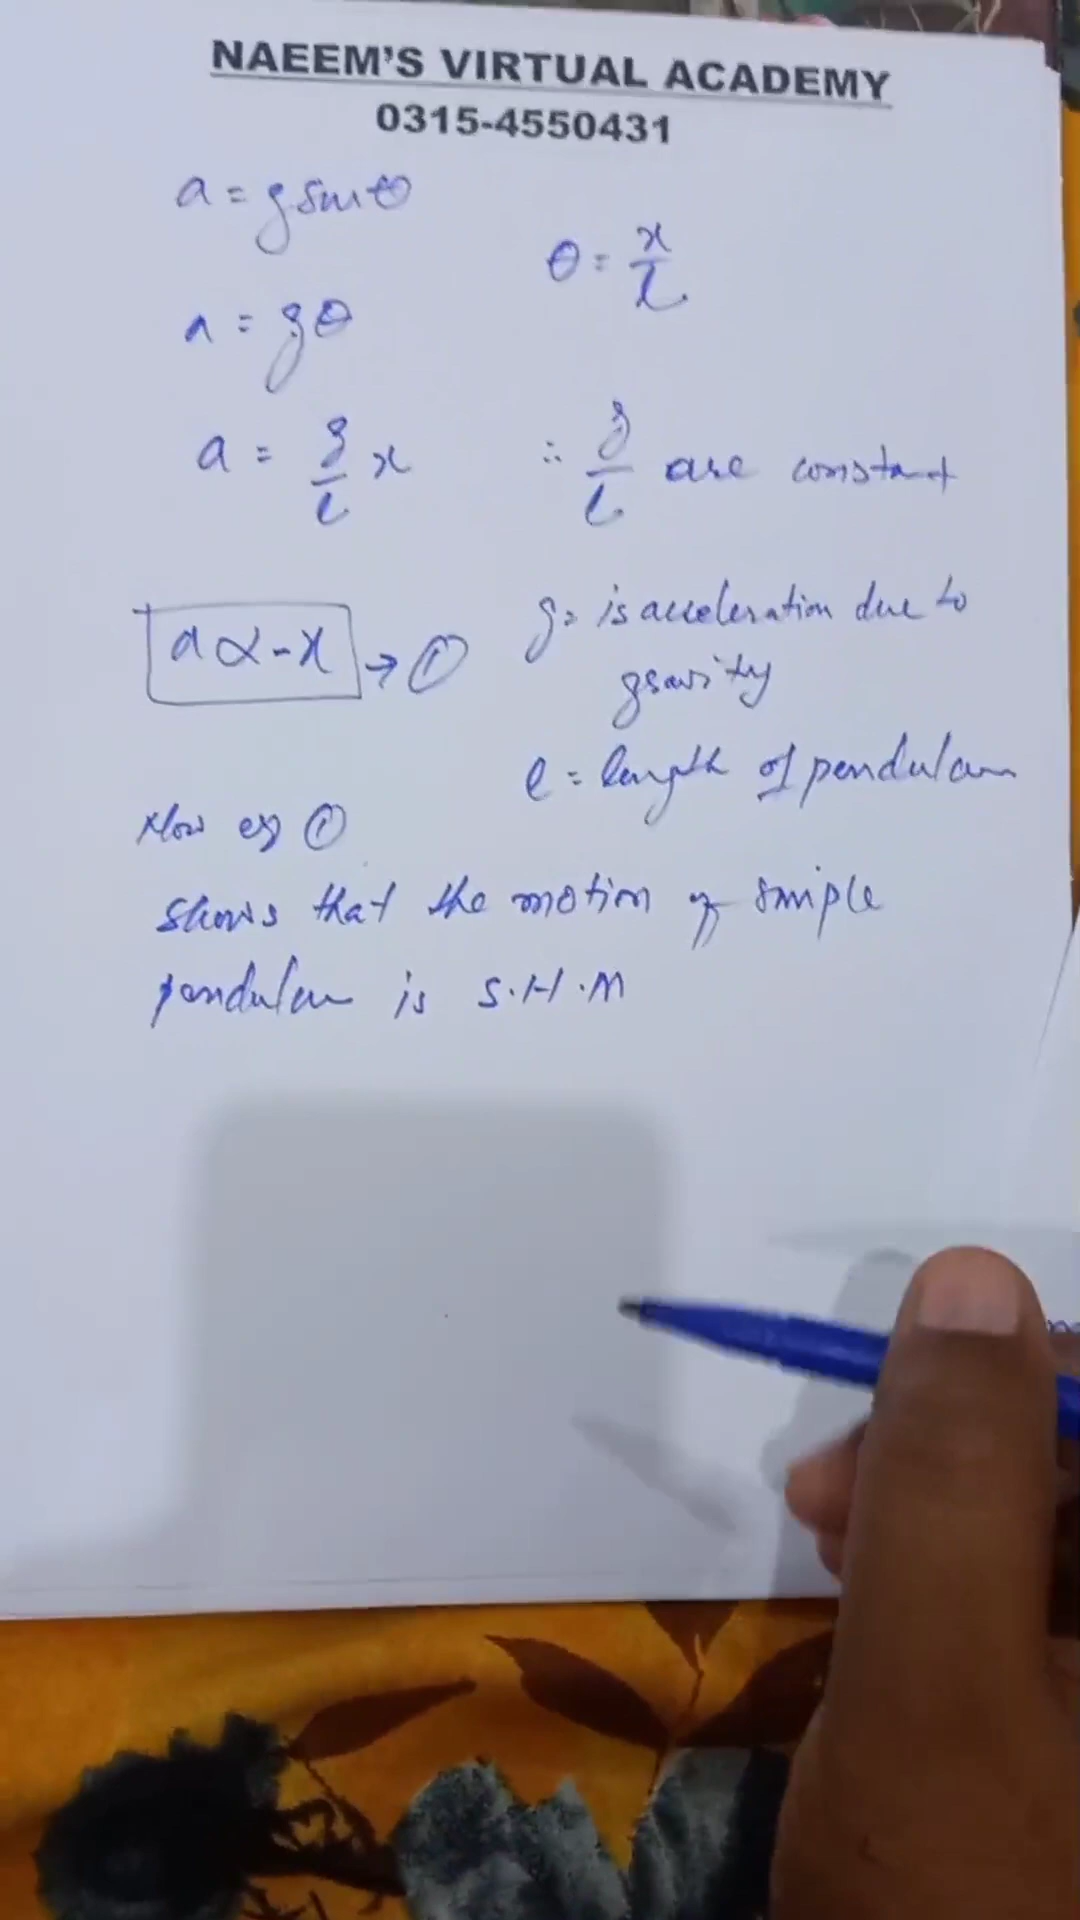 NAEEM'S VIRTUAL ACADEMY
0315-4550431
a = g sinθ
θ = x/L
a = gθ
a = g/l x ∴ g/l are constant
a ∝ -x → ①
g = is acceleration due to
gravity
l = length of pendulum
Now eq ①
shows that the motion of simple
pendulum is S.H.M